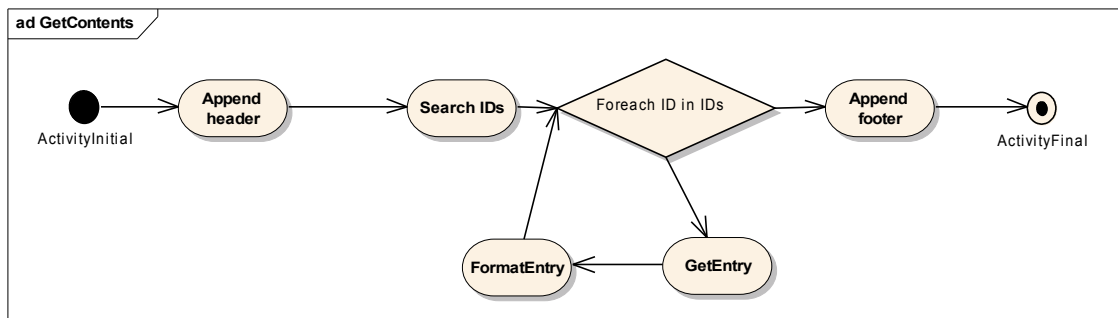 ad GetContents
ActivityInitial
Append
header
Search IDs
Foreach ID in IDs
Append
footer
ActivityFinal
FormatEntry
GetEntry